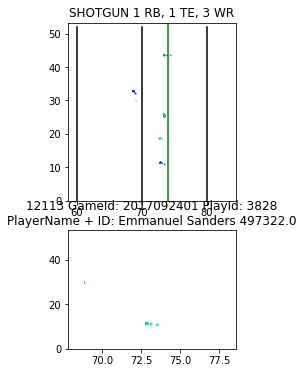 SHOTGUN 1 RB, 1 TE, 3 WR
50
40
30
20
10
0
60 70 80
12113 GameId: 2017092401 PlayId: 3828
PlayerName + ID: Emmanuel Sanders 497322.0
40
20
0
70.0 72.5 75.0 77.5